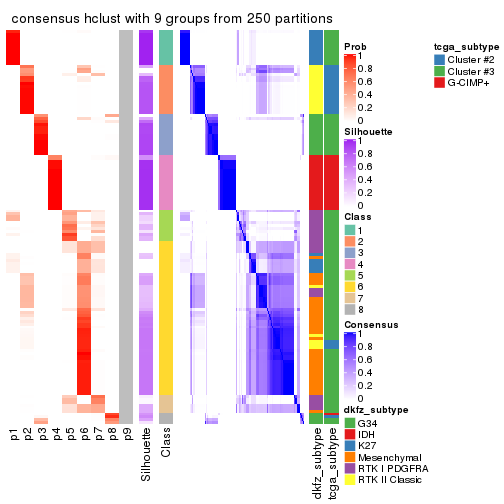 consensus hclust with 9 groups from 250 partitions
Prob
1
0.8
0.6
0.4
0.2
0
Silhouette
1
0.8
0.6
0.4
0.2
0
Class
1
2
3
4
5
6
7
8
Consensus
1
0.8
0.6
0.4
0.2
0
dkfz_subtype
G34
IDH
K27
Mesenchymal
RTK I PDGFRA
RTK II Classic
tcga_subtype
Cluster #2
Cluster #3
G-CIMP+
p1
p2
p3
p4
p5
p6
p7
p8
p9
Silhouette
Class
dkfz_subtype
tcga_subtype